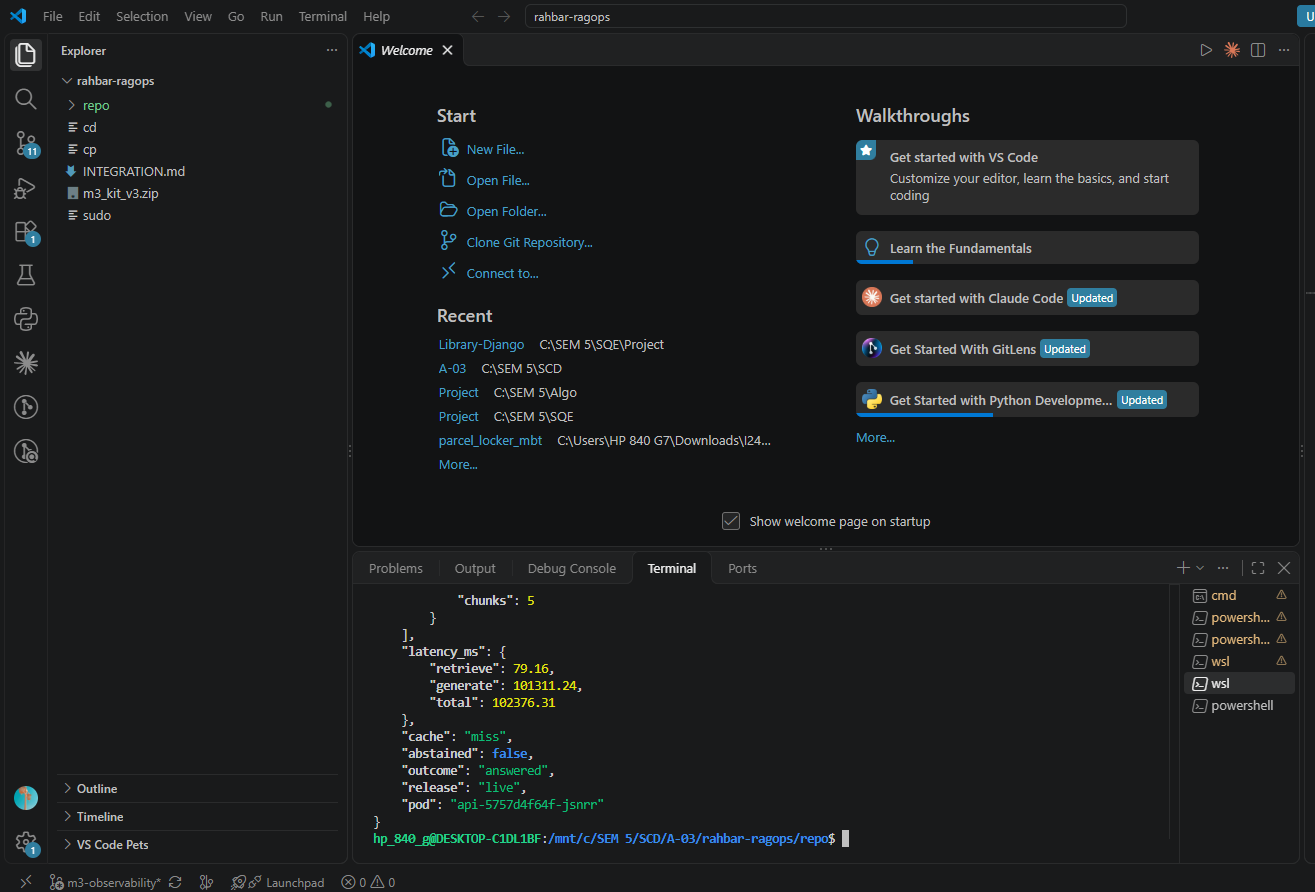 File Edit Selection View Go Run Terminal Help
rahbar-ragops
U
Explorer
rahbar-ragops
repo
cd
cp
INTEGRATION.md
m3_kit_v3.zip
sudo
11
1
Outline
Timeline
VS Code Pets
1
Welcome
Start
New File...
Open File...
Open Folder...
Clone Git Repository...
Connect to...
Recent
Library-Django C:\SEM 5\SQE\Project
A-03 C:\SEM 5\SCD
Project C:\SEM 5\Algo
Project C:\SEM 5\SQE
parcel_locker_mbt C:\Users\HP 840 G7\Downloads\I24...
More...
Walkthroughs
Get started with VS Code
Customize your editor, learn the basics, and start
coding
Learn the Fundamentals
Get started with Claude Code Updated
Get Started With GitLens Updated
Get Started with Python Developme... Updated
More...
Show welcome page on startup
Problems Output Debug Console Terminal Ports
"chunks": 5
}
],
"latency_ms": {
"retrieve": 79.16,
"generate": 101311.24,
"total": 102376.31
},
"cache": "miss",
"abstained": false,
"outcome": "answered",
"release": "live",
"pod": "api-5757d4f64f-jsnrr"
}
hp_840_g@DESKTOP-C1DL1BF:/mnt/c/SEM 5/SCD/A-03/rahbar-ragops/repo$
cmd
powersh...
powersh...
wsl
wsl
powershell
m3-observability* Launchpad 0 0